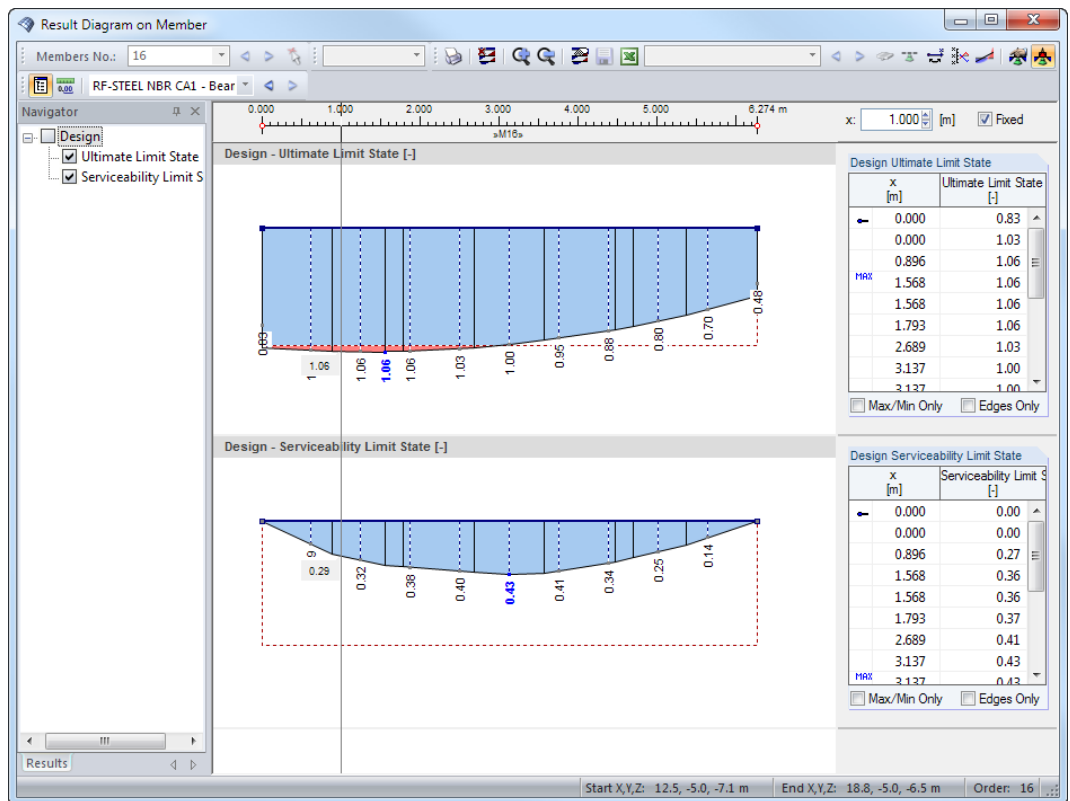 Result Diagram on Member
Members No.: 16
RF-STEEL NBR CA1 - Bear
Navigator
Design
Ultimate Limit State
Serviceability Limit S
Results
0.000 1.000 2.000 3.000 4.000 5.000 6.274 m
»M16»
x: 1.000 [m] Fixed
Design - Ultimate Limit State [-]
0.83 1.06 1.06 1.06 1.06 1.03 1.00 0.95 0.88 0.80 0.70 0.48
Design Ultimate Limit State
x [m] Ultimate Limit State [-]
0.000 0.83
0.000 1.03
0.896 1.06
MAX 1.568 1.06
1.568 1.06
1.793 1.06
2.689 1.03
3.137 1.00
3.137 1.00
Max/Min Only Edges Only
Design - Serviceability Limit State [-]
9 0.29 0.32 0.38 0.40 0.43 0.41 0.34 0.25 0.14
Design Serviceability Limit State
x [m] Serviceability Limit S [-]
0.000 0.00
0.000 0.00
0.896 0.27
1.568 0.36
1.568 0.36
1.793 0.37
2.689 0.41
3.137 0.43
MAX 3.137 0.43
Max/Min Only Edges Only
Start X,Y,Z: 12.5, -5.0, -7.1 m End X,Y,Z: 18.8, -5.0, -6.5 m Order: 16